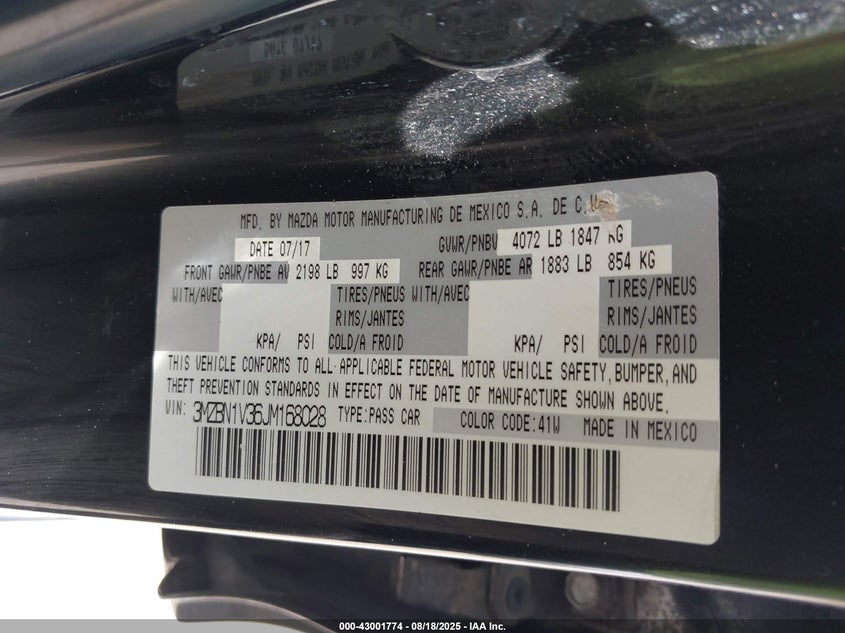 MFD. BY MAZDA MOTOR MANUFACTURING DE MEXICO S.A. DE C.V.
DATE 07/17 GVWR/PNBV 4072 LB 1847 KG
FRONT GAWR/PNBE AV 2198 LB 997 KG REAR GAWR/PNBE AR 1883 LB 854 KG
WITH/AVEC TIRES/PNEUS WITH/AVEC TIRES/PNEUS
RIMS/JANTES RIMS/JANTES
KPA/ PSI COLD/A FROID KPA/ PSI COLD/A FROID
THIS VEHICLE CONFORMS TO ALL APPLICABLE FEDERAL MOTOR VEHICLE SAFETY, BUMPER, AND
THEFT PREVENTION STANDARDS IN EFFECT ON THE DATE OF MANUFACTURE SHOWN ABOVE.
VIN: 3MZBN1V36JM168028 TYPE:PASS CAR COLOR CODE:41W MADE IN MEXICO
000-43001774 - 08/18/2025 - IAA Inc.